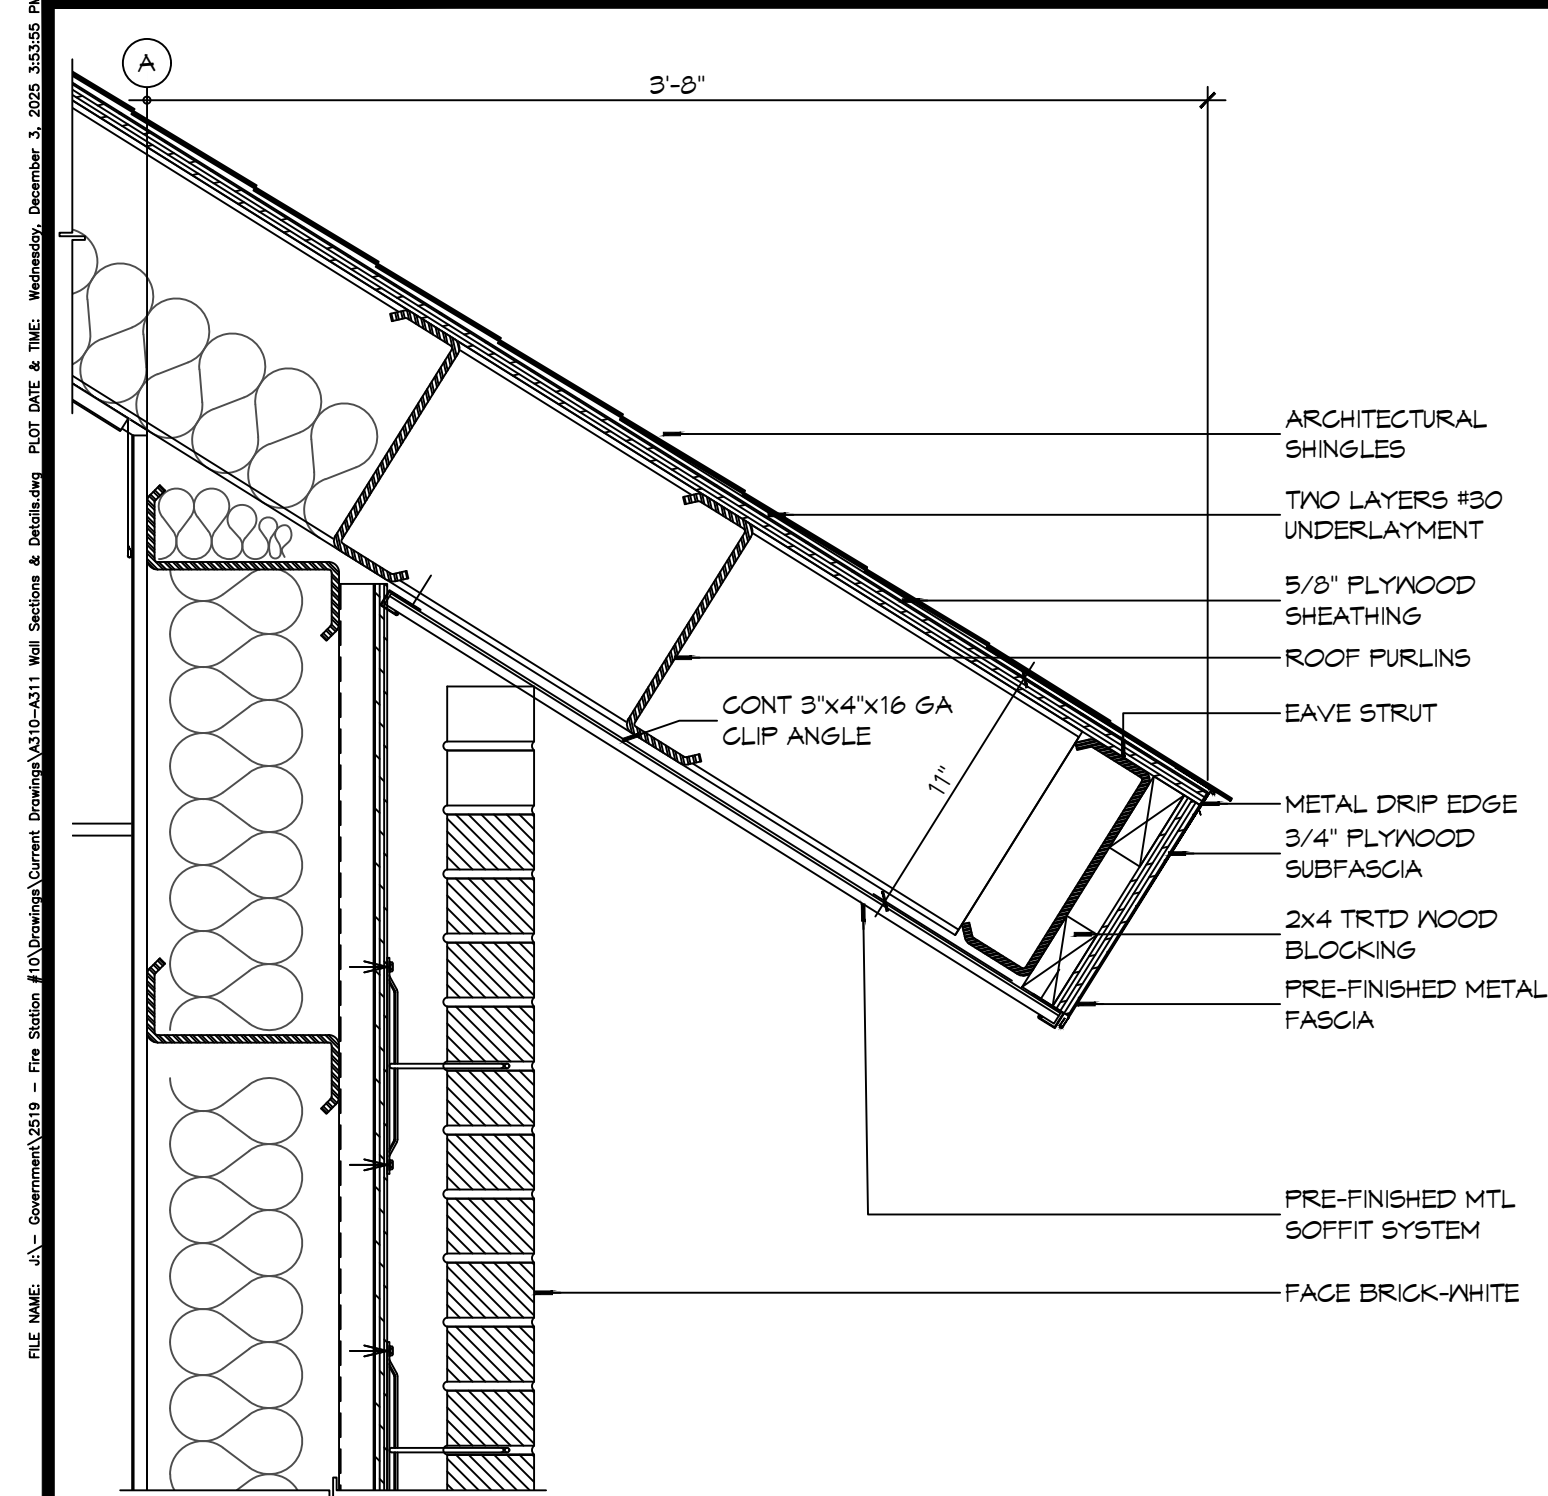 FILE NAME: J:\- Government\2519 - Fire Station #10\Drawings\Current Drawings\A310-A311 Wall Sections & Details.dwg PLOT DATE & TIME: Wednesday, December 3, 2025 3:53:55 PM
A
3'-8"
ARCHITECTURAL
SHINGLES
TWO LAYERS #30
UNDERLAYMENT
5/8" PLYWOOD
SHEATHING
ROOF PURLINS
CONT 3"x4"x16 GA
CLIP ANGLE
EAVE STRUT
11"
METAL DRIP EDGE
3/4" PLYWOOD
SUBFASCIA
2x4 TRTD WOOD
BLOCKING
PRE-FINISHED METAL
FASCIA
PRE-FINISHED MTL
SOFFIT SYSTEM
FACE BRICK-WHITE